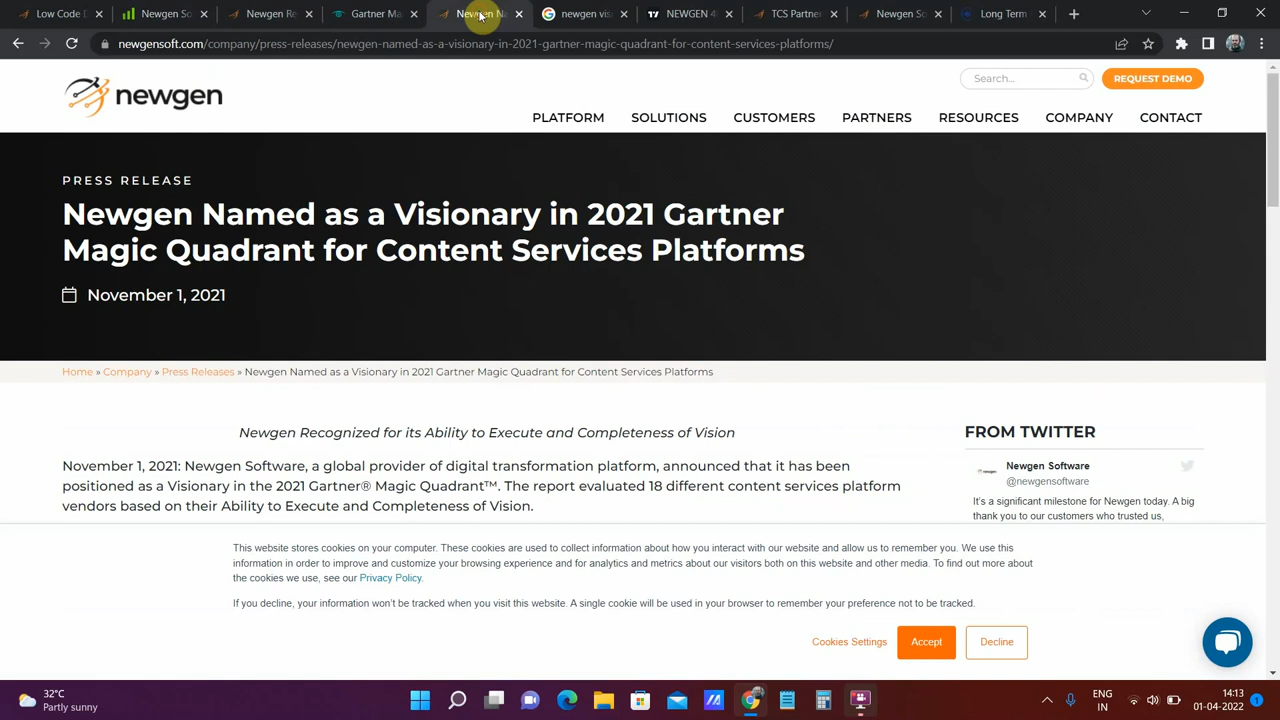 Low Code D
Newgen So
Newgen Re
Gartner Ma
Newgen Na
newgen visi
NEWGEN 4
TCS Partner
Newgen So
Long Term
newgensoft.com/company/press-releases/newgen-named-as-a-visionary-in-2021-gartner-magic-quadrant-for-content-services-platforms/
newgen
Search...
REQUEST DEMO
PLATFORM SOLUTIONS CUSTOMERS PARTNERS RESOURCES COMPANY CONTACT
PRESS RELEASE
Newgen Named as a Visionary in 2021 Gartner
Magic Quadrant for Content Services Platforms
November 1, 2021
Home » Company » Press Releases » Newgen Named as a Visionary in 2021 Gartner Magic Quadrant for Content Services Platforms
Newgen Recognized for its Ability to Execute and Completeness of Vision
November 1, 2021: Newgen Software, a global provider of digital transformation platform, announced that it has been
positioned as a Visionary in the 2021 Gartner® Magic Quadrant™. The report evaluated 18 different content services platform
vendors based on their Ability to Execute and Completeness of Vision.
FROM TWITTER
Newgen Software
@newgensoftware
It's a significant milestone for Newgen today. A big
thank you to our customers who trusted us,
This website stores cookies on your computer. These cookies are used to collect information about how you interact with our website and allow us to remember you. We use this
information in order to improve and customize your browsing experience and for analytics and metrics about our visitors both on this website and other media. To find out more about
the cookies we use, see our Privacy Policy.
If you decline, your information won't be tracked when you visit this website. A single cookie will be used in your browser to remember your preference not to be tracked.
Cookies Settings
Accept
Decline
32°C
Partly sunny
ENG
IN
14:13
01-04-2022
1